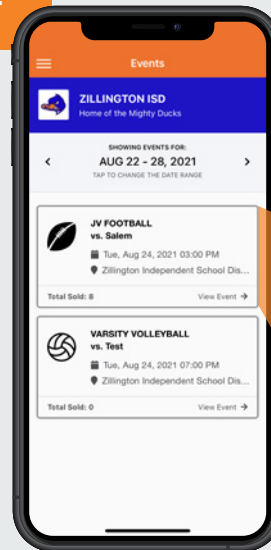 Events
ZILLINGTON ISD
Home of the Mighty Ducks
SHOWING EVENTS FOR:
AUG 22 - 28, 2021
TAP TO CHANGE THE DATE RANGE
JV FOOTBALL
vs. Salem
Tue, Aug 24, 2021 03:00 PM
Zillington Independent School Dis...
Total Sold: 8 View Event →
VARSITY VOLLEYBALL
vs. Test
Tue, Aug 24, 2021 07:00 PM
Zillington Independent School Dis...
Total Sold: 0 View Event →